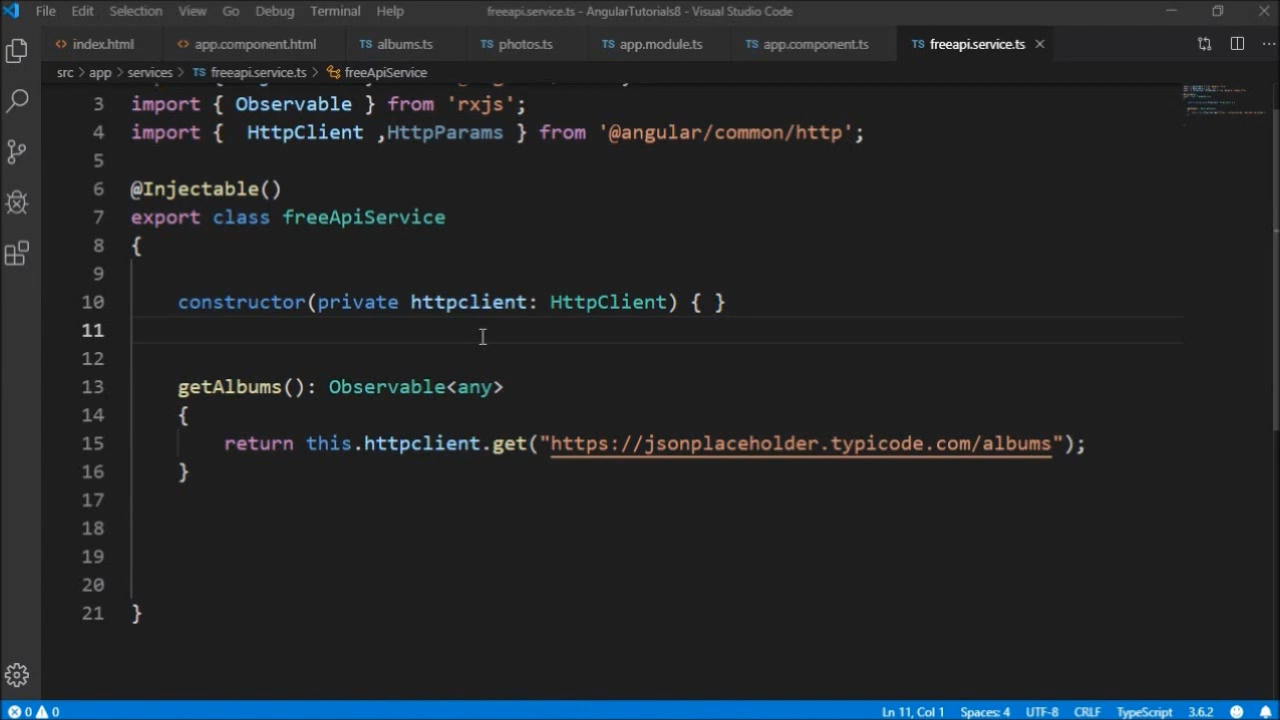 File Edit Selection View Go Debug Terminal Help freeapi.service.ts - AngularTutorials8 - Visual Studio Code
<> index.html <> app.component.html TS albums.ts TS photos.ts TS app.module.ts TS app.component.ts TS freeapi.service.ts ×
src > app > services > TS freeapi.service.ts > freeApiService
3 import { Observable } from 'rxjs';
4 import { HttpClient ,HttpParams } from '@angular/common/http';
5
6 @Injectable()
7 export class freeApiService
8 {
9
10 constructor(private httpclient: HttpClient) { }
11
12
13 getAlbums(): Observable<any>
14 {
15 return this.httpclient.get("https://jsonplaceholder.typicode.com/albums");
16 }
17
18
19
20
21 }
0 0 Ln 11, Col 1 Spaces: 4 UTF-8 CRLF TypeScript 3.6.2